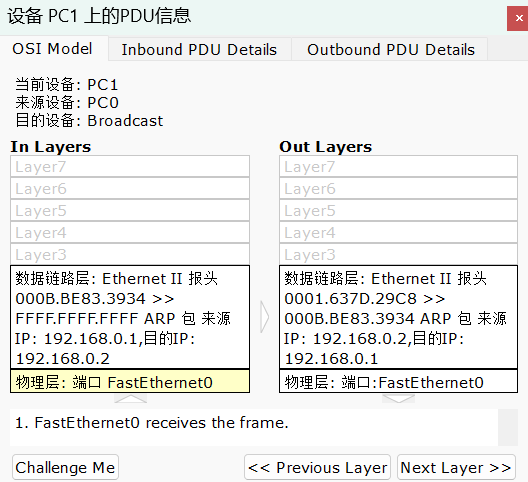 设备 PC1 上的PDU信息
×
OSI Model
Inbound PDU Details
Outbound PDU Details
当前设备: PC1
来源设备: PC0
目的设备: Broadcast
In Layers
Layer7
Layer6
Layer5
Layer4
Layer3
数据链路层: Ethernet II 报头
000B.BE83.3934 >>
FFFF.FFFF.FFFF ARP 包 来源
IP: 192.168.0.1,目的IP:
192.168.0.2
物理层: 端口 FastEthernet0
Out Layers
Layer7
Layer6
Layer5
Layer4
Layer3
数据链路层: Ethernet II 报头
0001.637D.29C8 >>
000B.BE83.3934 ARP 包 来源
IP: 192.168.0.2,目的IP:
192.168.0.1
物理层: 端口:FastEthernet0
1. FastEthernet0 receives the frame.
Challenge Me
<< Previous Layer
Next Layer >>